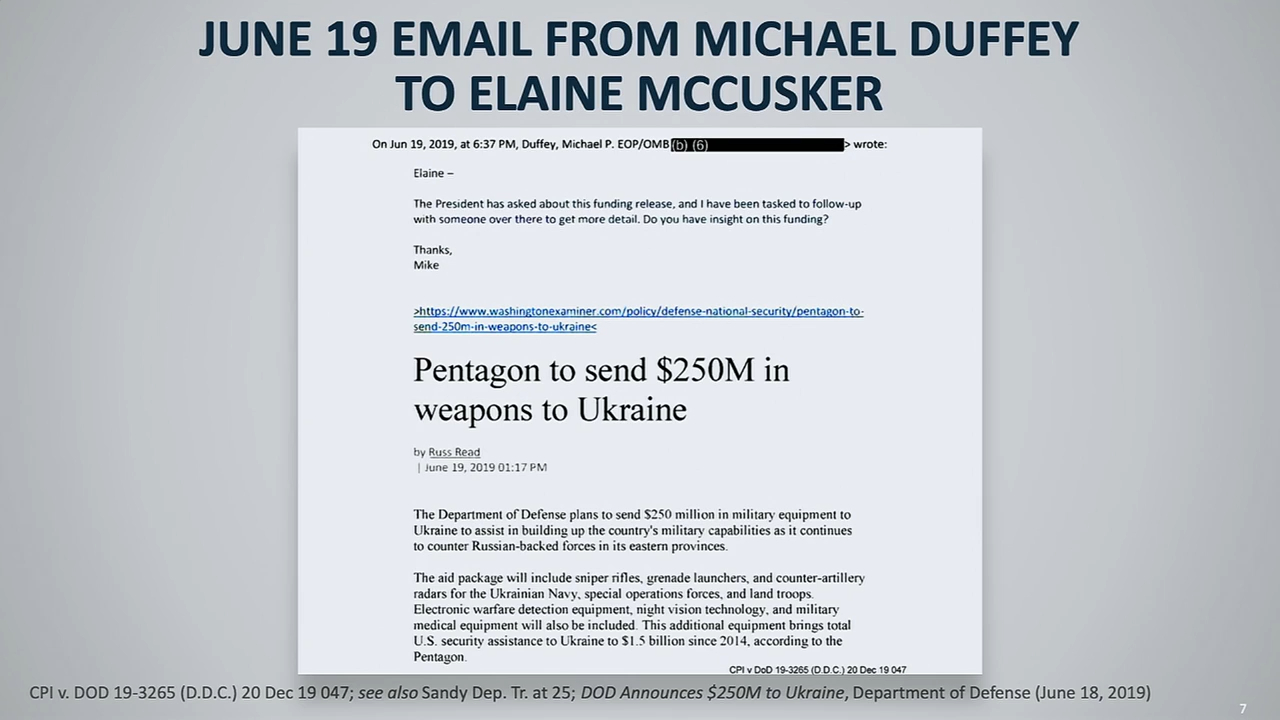 JUNE 19 EMAIL FROM MICHAEL DUFFEY
TO ELAINE MCCUSKER
On Jun 19, 2019, at 6:37 PM, Duffey, Michael P. EOP/OMB (b) (6) > wrote:
Elaine –
The President has asked about this funding release, and I have been tasked to follow-up
with someone over there to get more detail. Do you have insight on this funding?
Thanks,
Mike
>https://www.washingtonexaminer.com/policy/defense-national-security/pentagon-to-
send-250m-in-weapons-to-ukraine<
Pentagon to send $250M in
weapons to Ukraine
by Russ Read
| June 19, 2019 01:17 PM
The Department of Defense plans to send $250 million in military equipment to
Ukraine to assist in building up the country's military capabilities as it continues
to counter Russian-backed forces in its eastern provinces.
The aid package will include sniper rifles, grenade launchers, and counter-artillery
radars for the Ukrainian Navy, special operations forces, and land troops.
Electronic warfare detection equipment, night vision technology, and military
medical equipment will also be included. This additional equipment brings total
U.S. security assistance to Ukraine to $1.5 billion since 2014, according to the
Pentagon.
CPI v DoD 19-3265 (D.D.C.) 20 Dec 19 047
CPI v. DOD 19-3265 (D.D.C.) 20 Dec 19 047; see also Sandy Dep. Tr. at 25; DOD Announces $250M to Ukraine, Department of Defense (June 18, 2019)
7